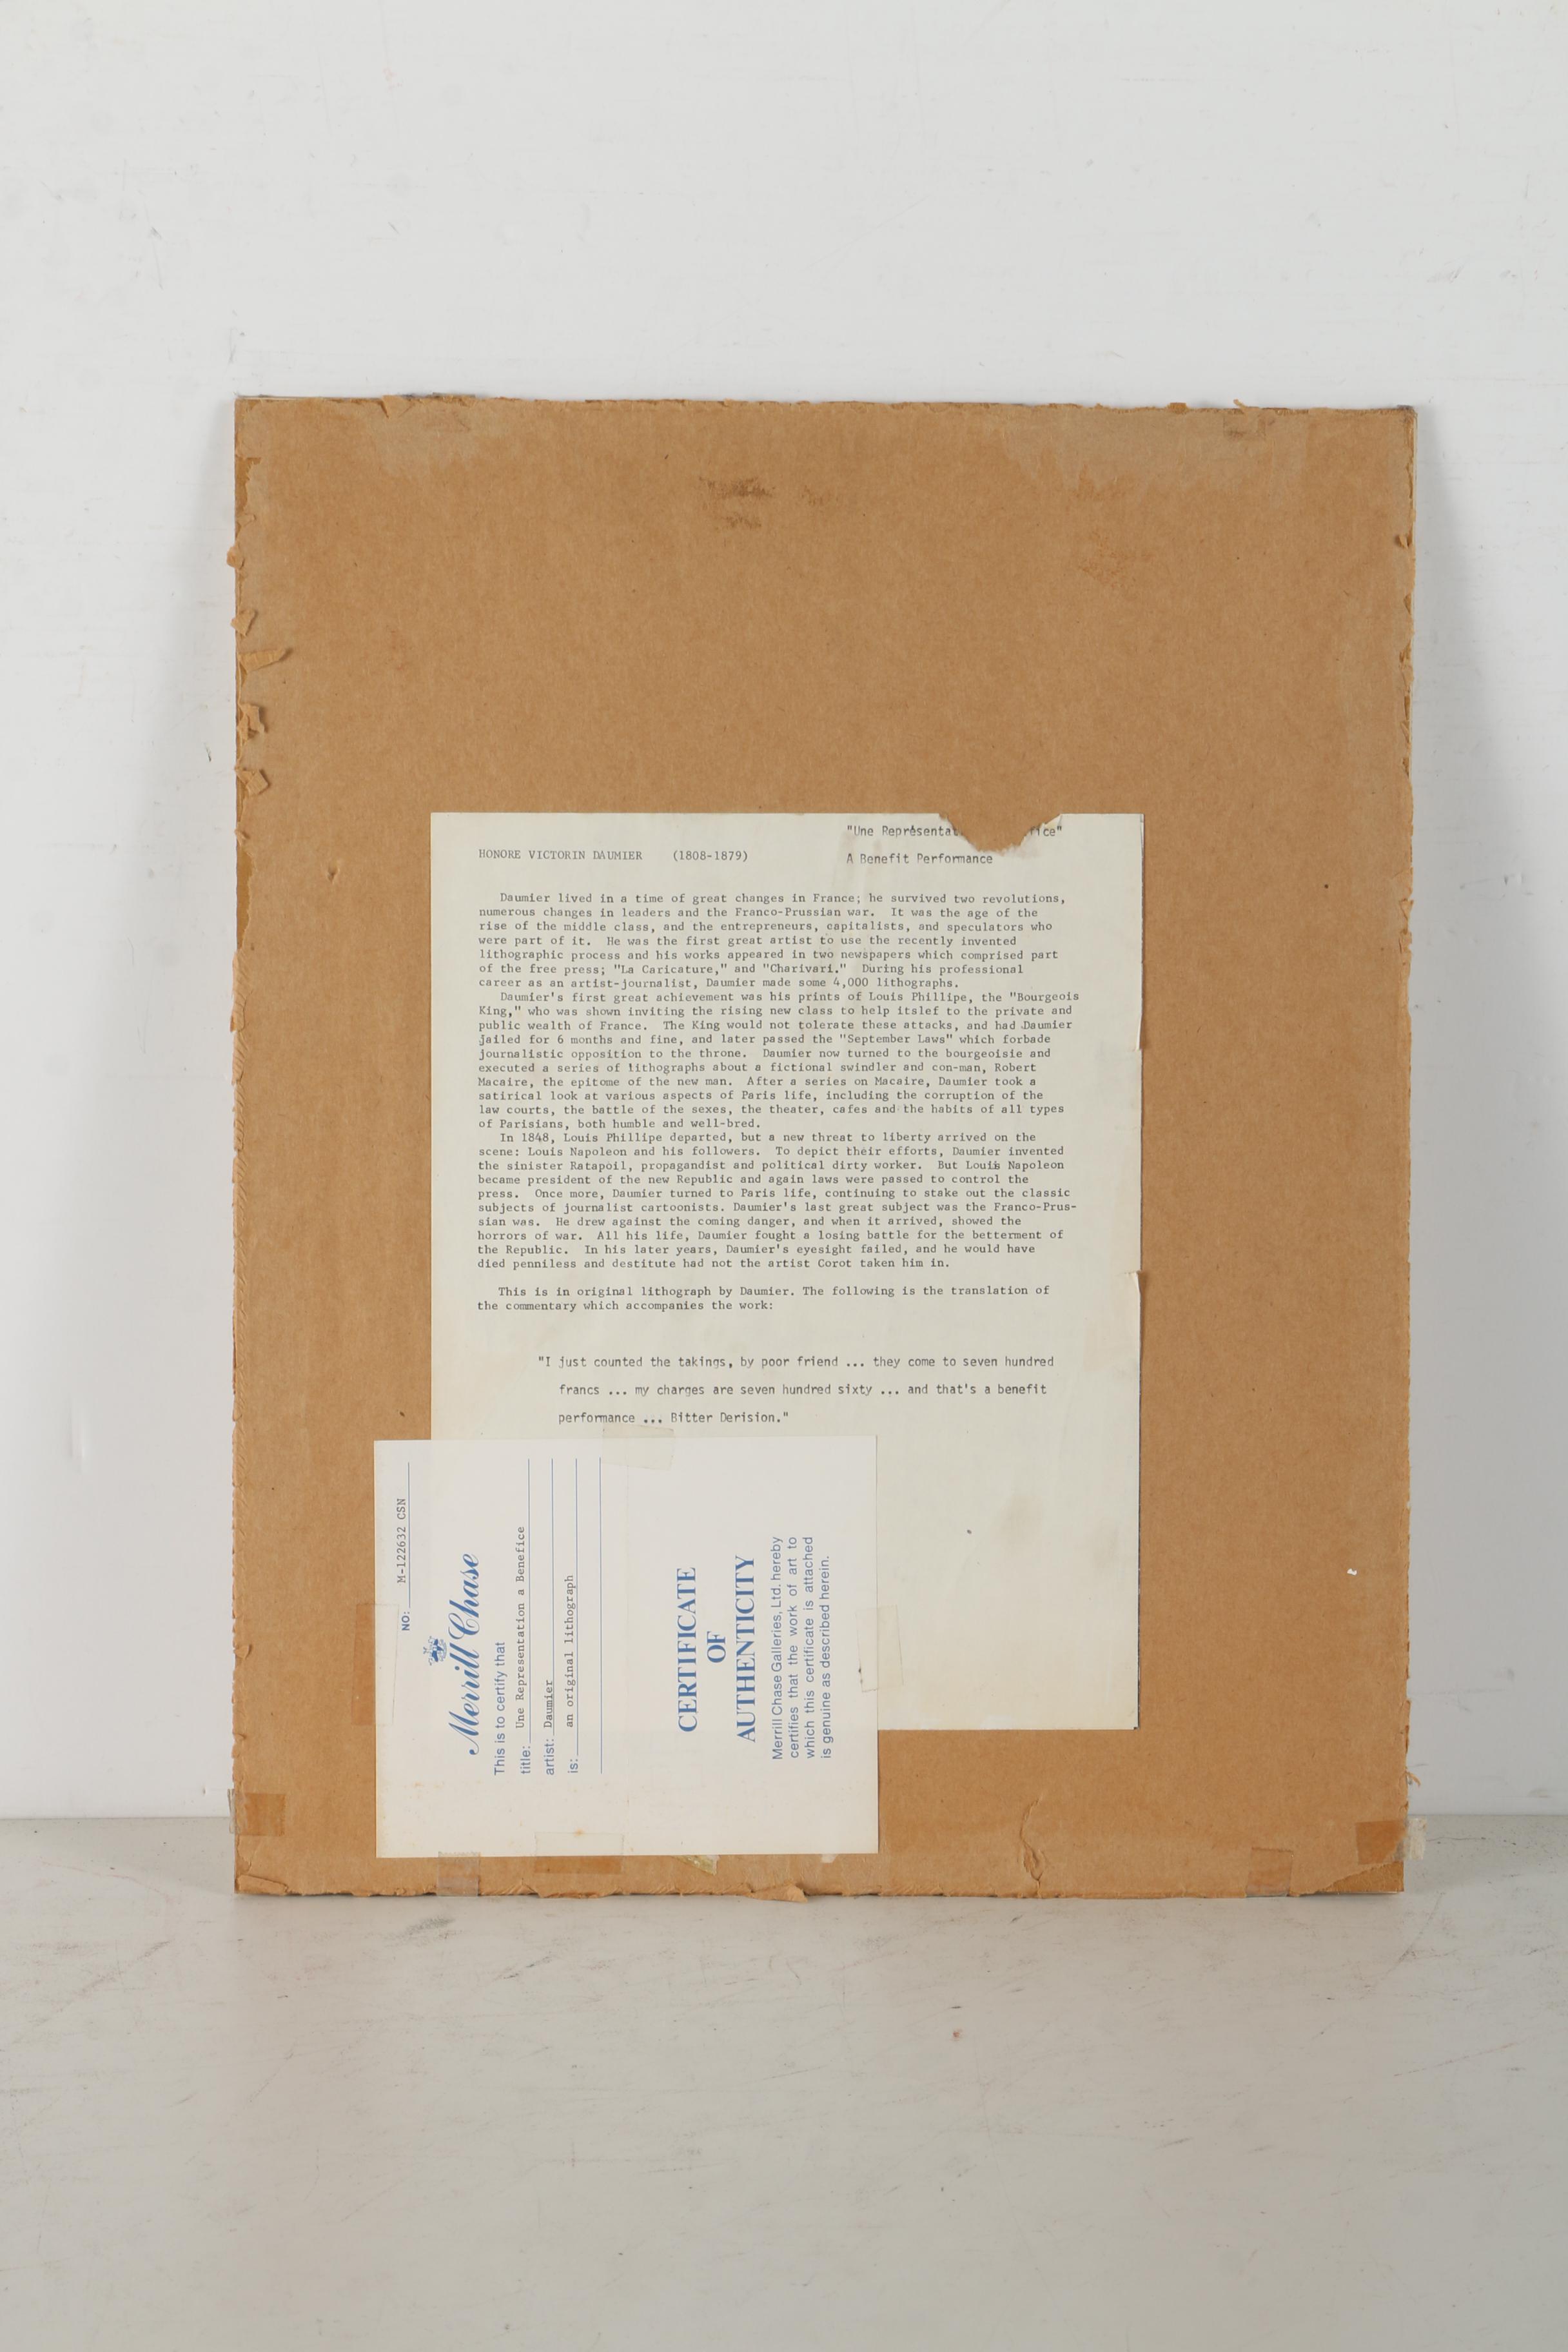 "Une Représentat ice"
HONORE VICTORIN DAUMIER (1808-1879)
A Benefit Performance
Daumier lived in a time of great changes in France; he survived two revolutions,
numerous changes in leaders and the Franco-Prussian war. It was the age of the
rise of the middle class, and the entrepreneurs, capitalists, and speculators who
were part of it. He was the first great artist to use the recently invented
lithographic process and his works appeared in two newspapers which comprised part
of the free press; "La Caricature," and "Charivari." During his professional
career as an artist-journalist, Daumier made some 4,000 lithographs.
Daumier's first great achievement was his prints of Louis Phillipe, the "Bourgeois
King," who was shown inviting the rising new class to help itslef to the private and
public wealth of France. The King would not tolerate these attacks, and had Daumier
jailed for 6 months and fine, and later passed the "September Laws" which forbade
journalistic opposition to the throne. Daumier now turned to the bourgeoisie and
executed a series of lithographs about a fictional swindler and con-man, Robert
Macaire, the epitome of the new man. After a series on Macaire, Daumier took a
satirical look at various aspects of Paris life, including the corruption of the
law courts, the battle of the sexes, the theater, cafes and the habits of all types
of Parisians, both humble and well-bred.
In 1848, Louis Phillipe departed, but a new threat to liberty arrived on the
scene: Louis Napoleon and his followers. To depict their efforts, Daumier invented
the sinister Ratapoil, propagandist and political dirty worker. But Louis Napoleon
became president of the new Republic and again laws were passed to control the
press. Once more, Daumier turned to Paris life, continuing to stake out the classic
subjects of journalist cartoonists. Daumier's last great subject was the Franco-Prus-
sian was. He drew against the coming danger, and when it arrived, showed the
horrors of war. All his life, Daumier fought a losing battle for the betterment of
the Republic. In his later years, Daumier's eyesight failed, and he would have
died penniless and destitute had not the artist Corot taken him in.
This is in original lithograph by Daumier. The following is the translation of
the commentary which accompanies the work:
"I just counted the takings, by poor friend ... they come to seven hundred
francs ... my charges are seven hundred sixty ... and that's a benefit
performance ... Bitter Derision."
NO: M-122632 CSN
Merrill Chase
This is to certify that
title: Une Representation a Benefice
artist: Daumier
is: an original lithograph
CERTIFICATE
OF
AUTHENTICITY
Merrill Chase Galleries, Ltd. hereby
certifies that the work of art to
which this certificate is attached
is genuine as described herein.